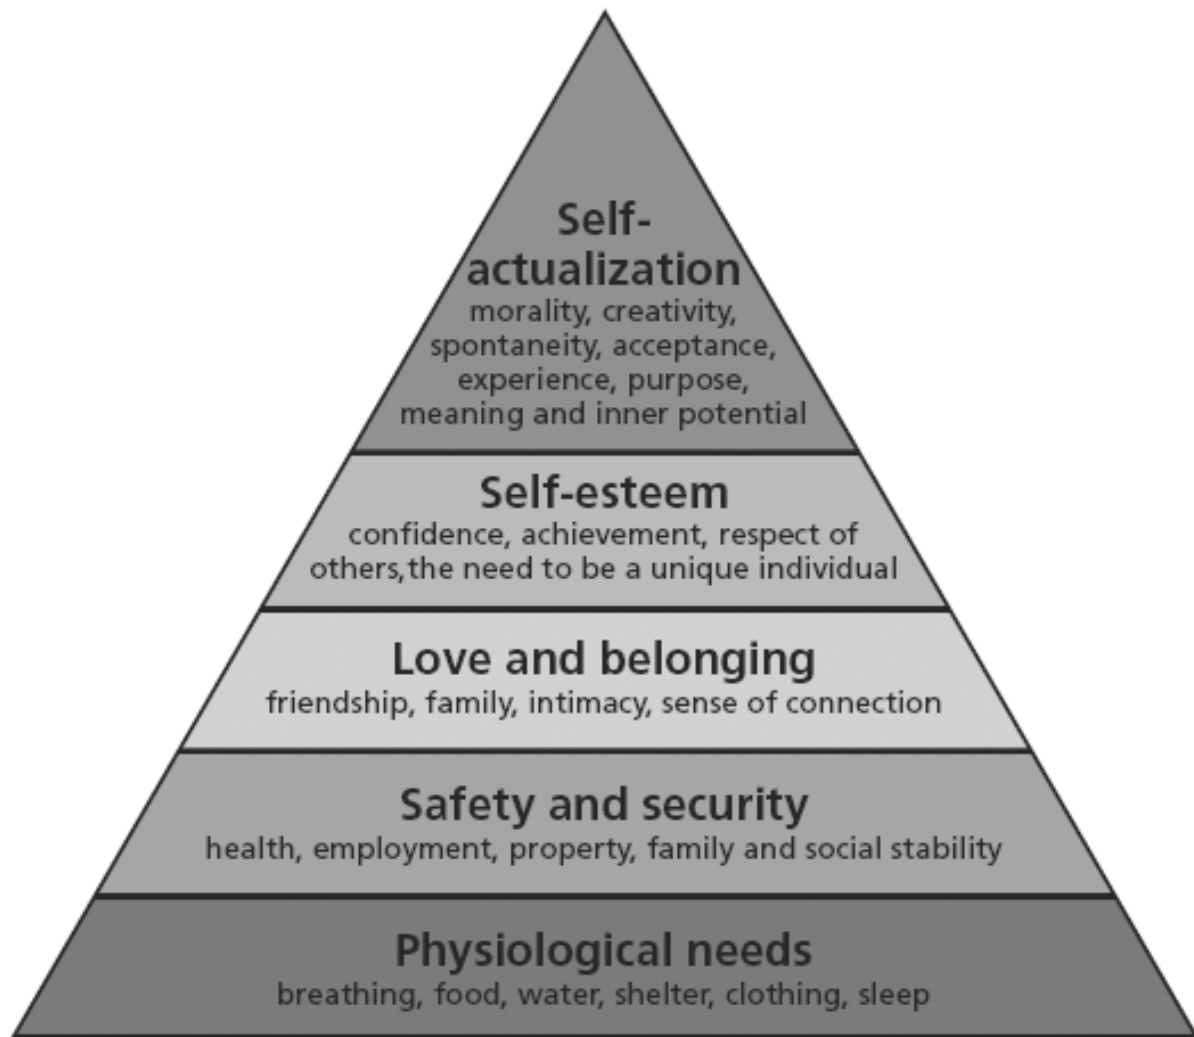 Self-
actualization
morality, creativity,
spontaneity, acceptance,
experience, purpose,
meaning and inner potential
Self-esteem
confidence, achievement, respect of
others,the need to be a unique individual
Love and belonging
friendship, family, intimacy, sense of connection
Safety and security
health, employment, property, family and social stability
Physiological needs
breathing, food, water, shelter, clothing, sleep